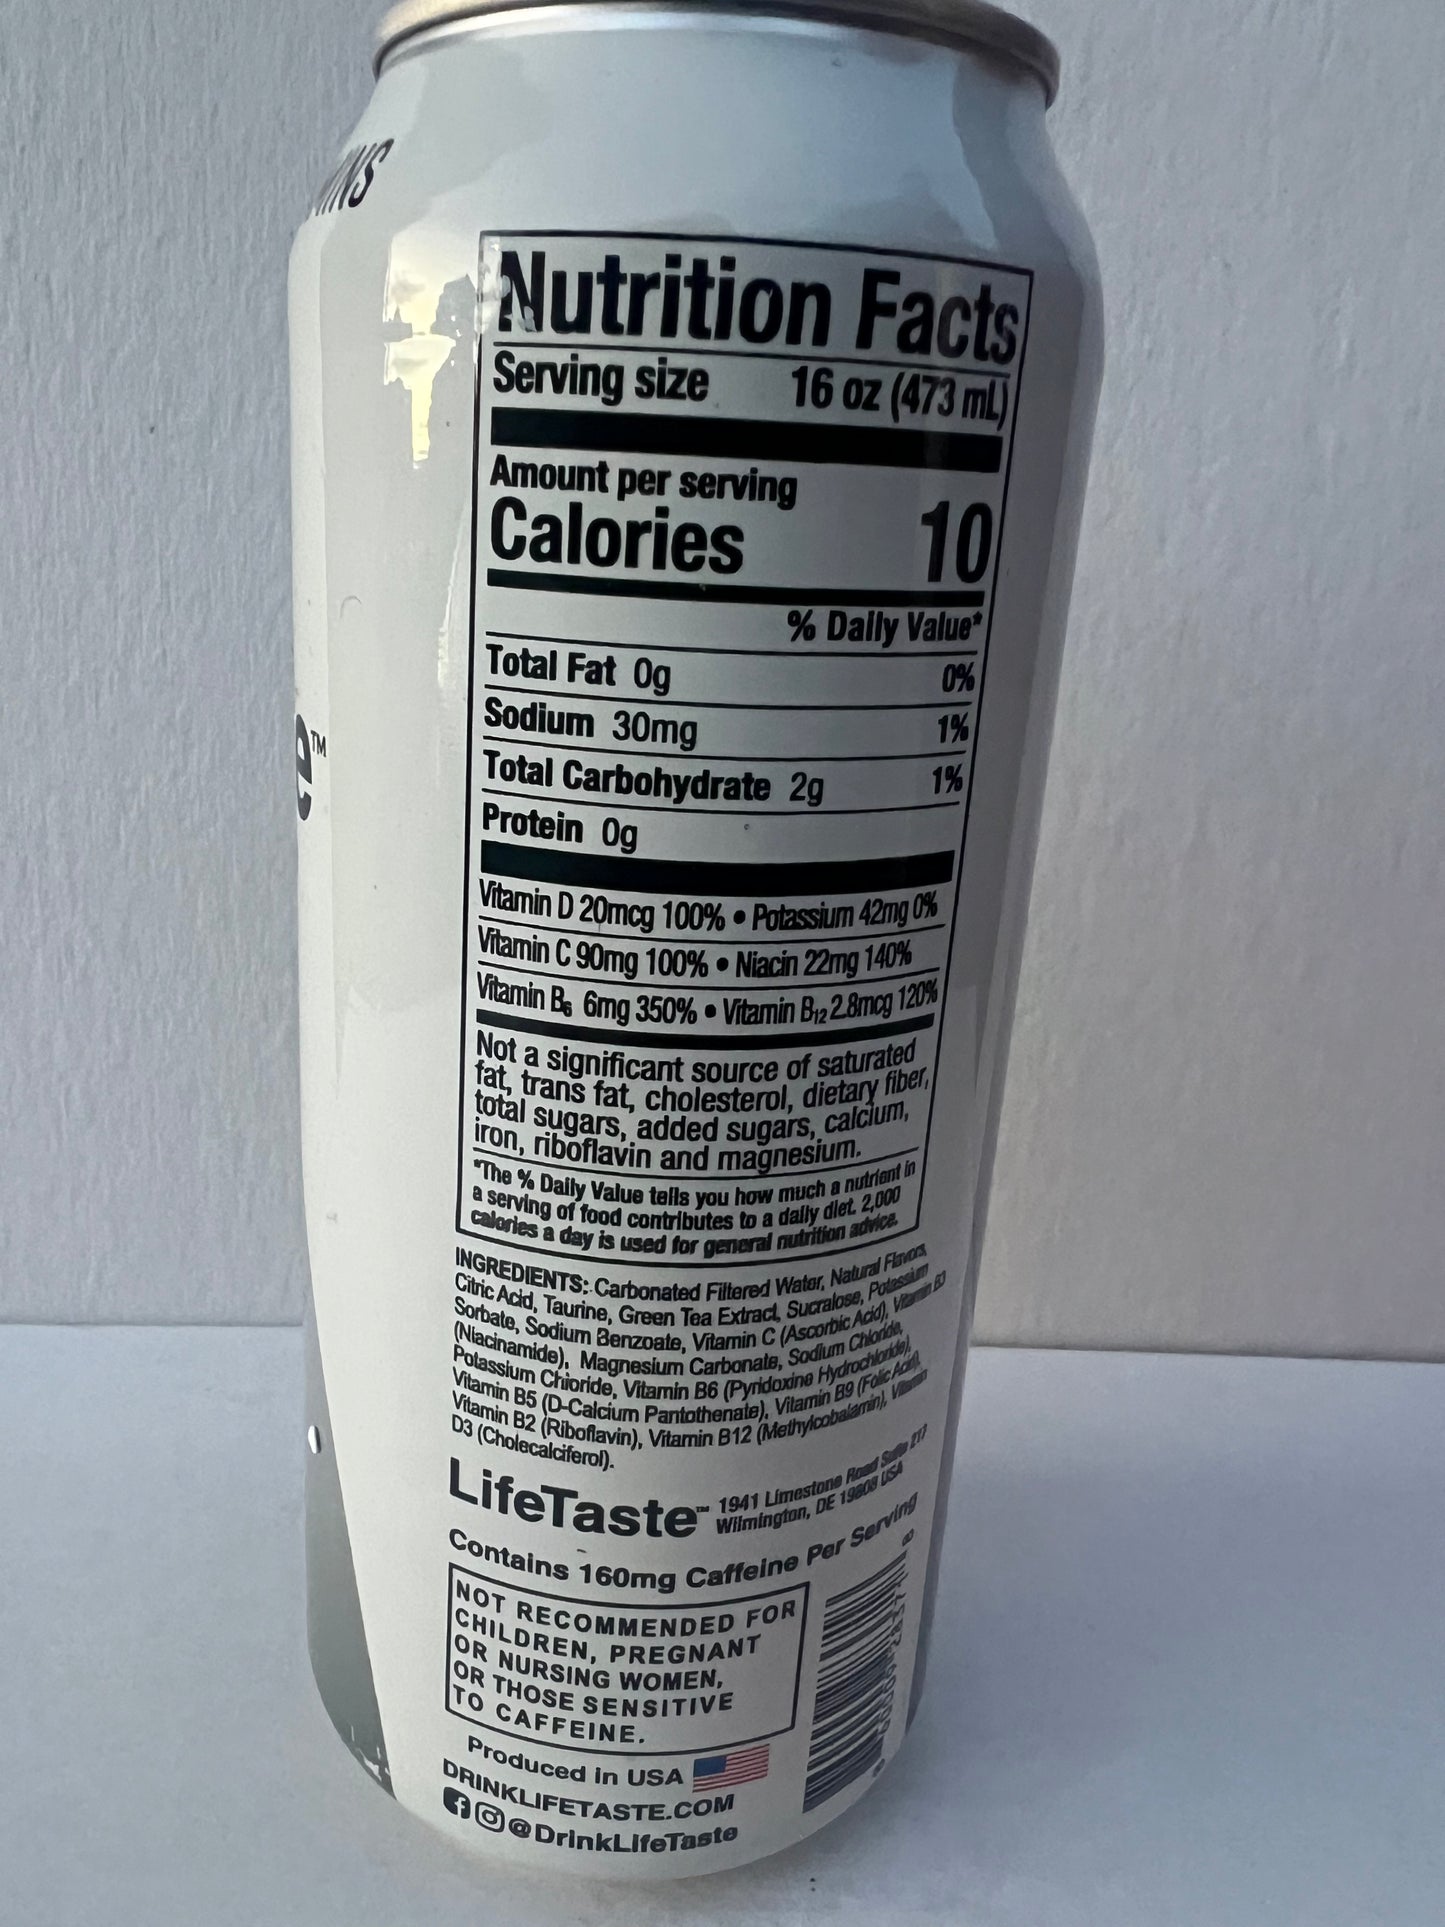 e™
Nutrition Facts
Serving size 16 oz (473 mL)
Amount per serving
Calories 10
% Daily Value*
Total Fat 0g 0%
Sodium 30mg 1%
Total Carbohydrate 2g 1%
Protein 0g
Vitamin D 20mcg 100% • Potassium 42mg 0%
Vitamin C 90mg 100% • Niacin 22mg 140%
Vitamin B6 6mg 350% • Vitamin B12 2.8mcg 120%
Not a significant source of saturated
fat, trans fat, cholesterol, dietary fiber,
total sugars, added sugars, calcium,
iron, riboflavin and magnesium.
*The % Daily Value tells you how much a nutrient in
a serving of food contributes to a daily diet. 2,000
calories a day is used for general nutrition advice.
INGREDIENTS: Carbonated Filtered Water, Natural Flavors,
Citric Acid, Taurine, Green Tea Extract, Sucralose, Potassium
Sorbate, Sodium Benzoate, Vitamin C (Ascorbic Acid), Vitamin B3
(Niacinamide), Magnesium Carbonate, Sodium Chloride,
Potassium Chloride, Vitamin B6 (Pyridoxine Hydrochloride),
Vitamin B5 (D-Calcium Pantothenate), Vitamin B9 (Folic Acid),
Vitamin B2 (Riboflavin), Vitamin B12 (Methylcobalamin), Vitamin
D3 (Cholecalciferol).
LifeTaste™ 1941 Limestone Road Suite 217
Wilmington, DE 19808 USA
Contains 160mg Caffeine Per Serving
NOT RECOMMENDED FOR
CHILDREN, PREGNANT
OR NURSING WOMEN,
OR THOSE SENSITIVE
TO CAFFEINE.
Produced in USA
DRINKLIFETASTE.COM
@DrinkLifeTaste